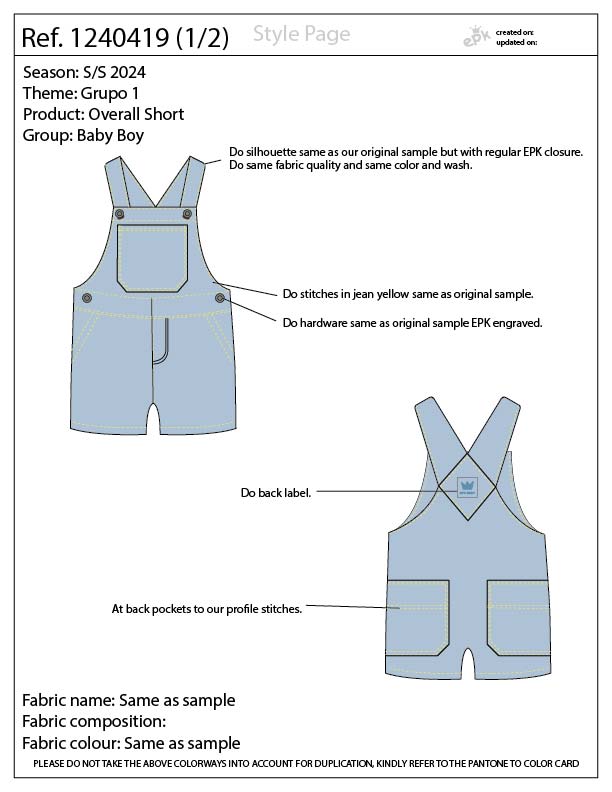 Ref. 1240419 (1/2)
Style Page
epk
created on:
updated on:
Season: S/S 2024
Theme: Grupo 1
Product: Overall Short
Group: Baby Boy
Do silhouette same as our original sample but with regular EPK closure.
Do same fabric quality and same color and wash.
Do stitches in jean yellow same as original sample.
Do hardware same as original sample EPK engraved.
Do back label.
At back pockets to our profile stitches.
Fabric name: Same as sample
Fabric composition:
Fabric colour: Same as sample
PLEASE DO NOT TAKE THE ABOVE COLORWAYS INTO ACCOUNT FOR DUPLICATION, KINDLY REFER TO THE PANTONE TO COLOR CARD